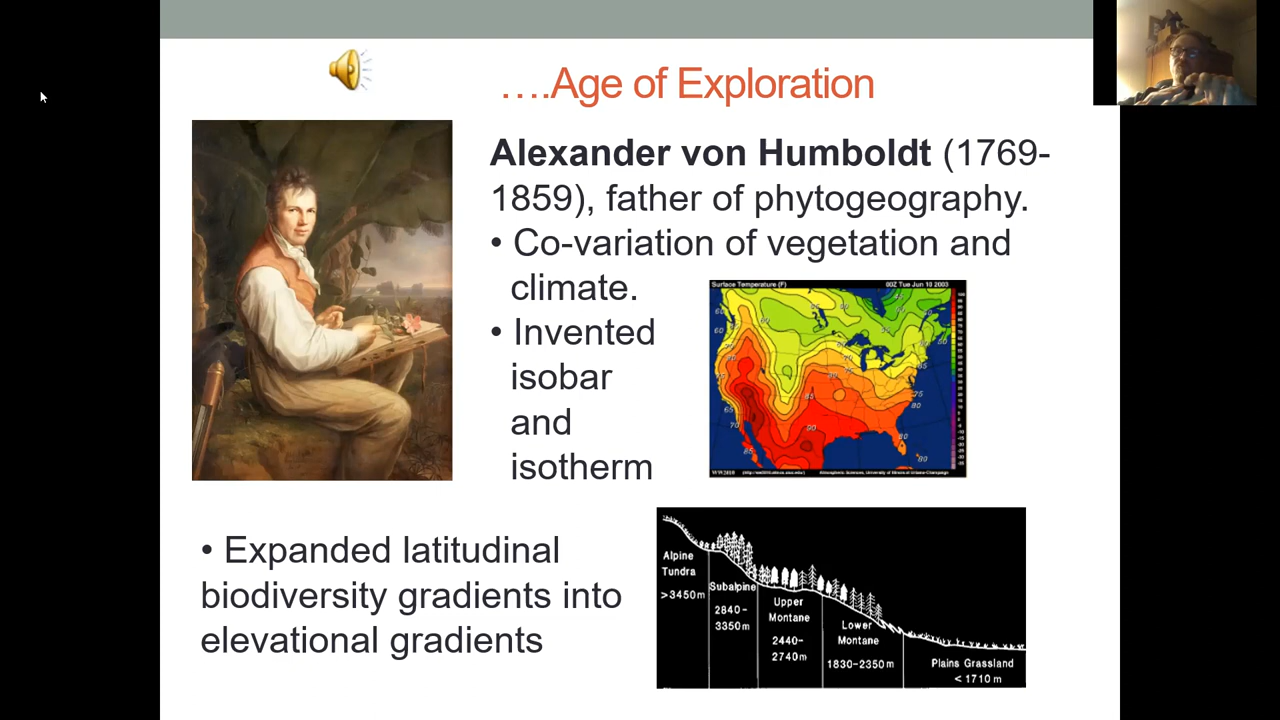 ….Age of Exploration
Alexander von Humboldt (1769-
1859), father of phytogeography.
• Co-variation of vegetation and
climate.
• Invented
isobar
and
isotherm
Surface Temperature (F) 00Z Tue Jun 10 2003
• Expanded latitudinal
biodiversity gradients into
elevational gradients
Alpine
Tundra
>3450m
Subalpine
2840-
3350m
Upper
Montane
2440-
2740m
Lower
Montane
1830-2350m
Plains Grassland
< 1710 m